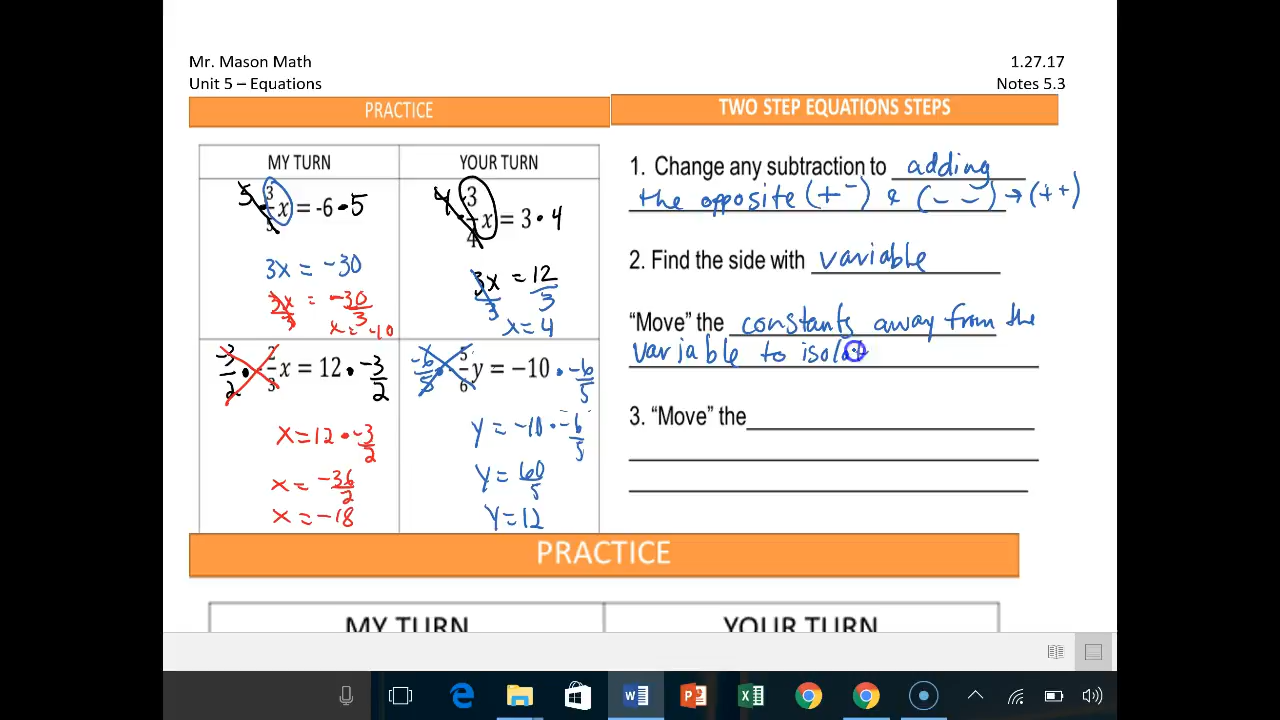 Mr. Mason Math
1.27.17
Unit 5 – Equations
Notes 5.3
PRACTICE
TWO STEP EQUATIONS STEPS
MY TURN
YOUR TURN
5 • 3/5 x = -6 • 5
3x = -30
3x/3 = -30/3
x = -10
4 • 3/4 x = 3 • 4
3x/3 = 12/3
x = 4
-3/2 • -2/3 x = 12 • -3/2
x = 12 • -3/2
x = -36/2
x = -18
-6/5 • -5/6 y = −10 • -6/5
y = -10 • -6/5
y = 60/5
y = 12
1. Change any subtraction to adding
the opposite (+ -) & (- -) → (+ +)
2. Find the side with variable
“Move” the constants away from the
variable to isolat
3. “Move” the
PRACTICE
MY TURN
YOUR TURN